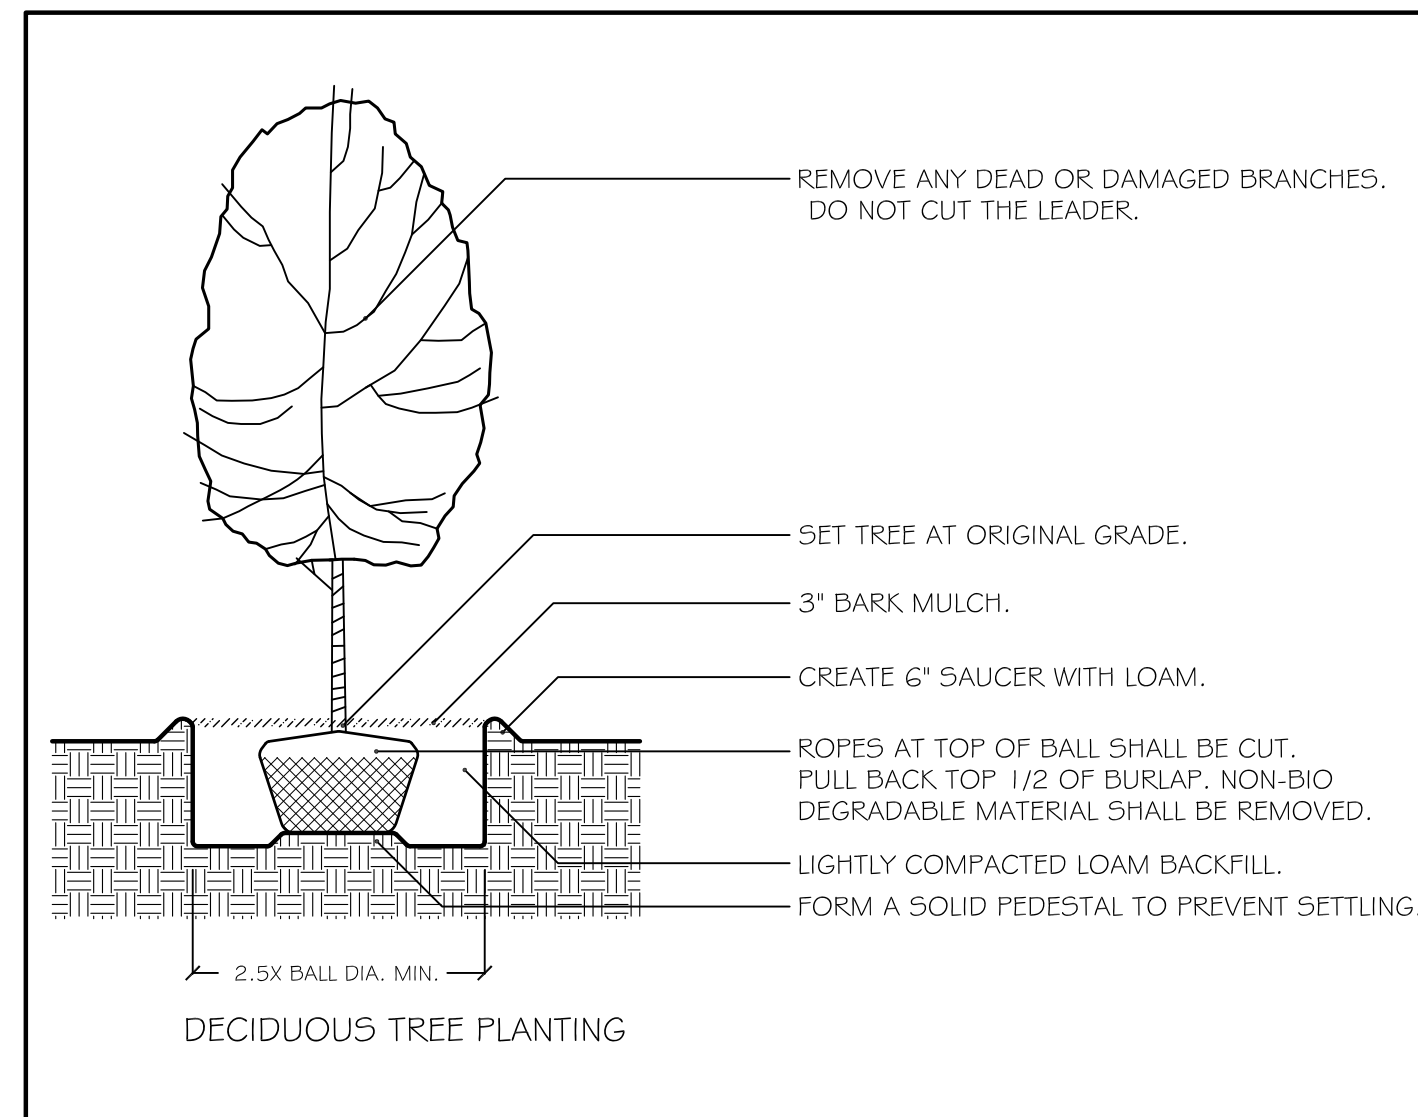 REMOVE ANY DEAD OR DAMAGED BRANCHES.
DO NOT CUT THE LEADER.
SET TREE AT ORIGINAL GRADE.
3" BARK MULCH.
CREATE 6" SAUCER WITH LOAM.
ROPES AT TOP OF BALL SHALL BE CUT.
PULL BACK TOP 1/2 OF BURLAP. NON-BIO
DEGRADABLE MATERIAL SHALL BE REMOVED.
LIGHTLY COMPACTED LOAM BACKFILL.
FORM A SOLID PEDESTAL TO PREVENT SETTLING.
2.5X BALL DIA. MIN.
DECIDUOUS TREE PLANTING